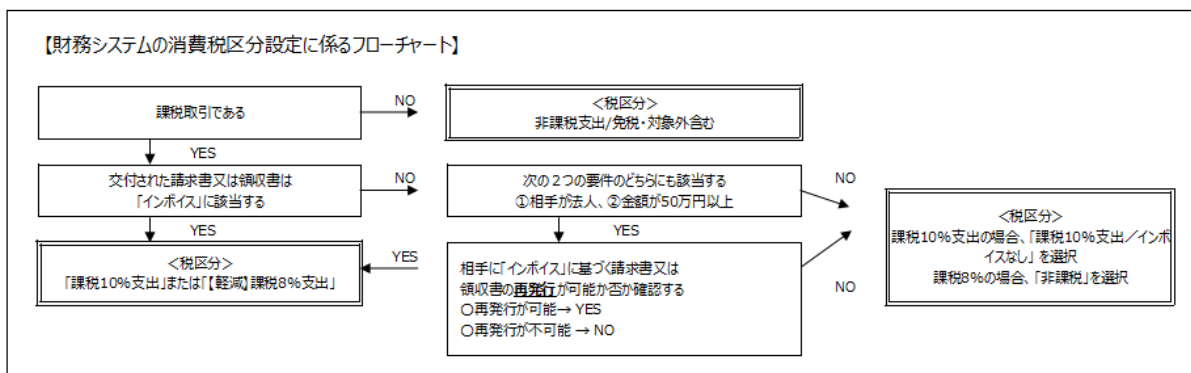 【財務システムの消費税区分設定に係るフローチャート】
課税取引である
NO
＜税区分＞
非課税支出/免税・対象外含む
YES
交付された請求書又は領収書は
「インボイス」に該当する
NO
次の２つの要件のどちらにも該当する
①相手が法人、②金額が50万円以上
NO
YES
YES
＜税区分＞
「課税10％支出」または「【軽減】課税8％支出」
YES
相手に「インボイス」に基づく請求書又は
領収書の再発行が可能か否か確認する
〇再発行が可能→ YES
〇再発行が不可能 → NO
NO
＜税区分＞
課税10％支出の場合、「課税10％支出／インボ
イスなし」 を選択
課税8％の場合、「非課税」を選択